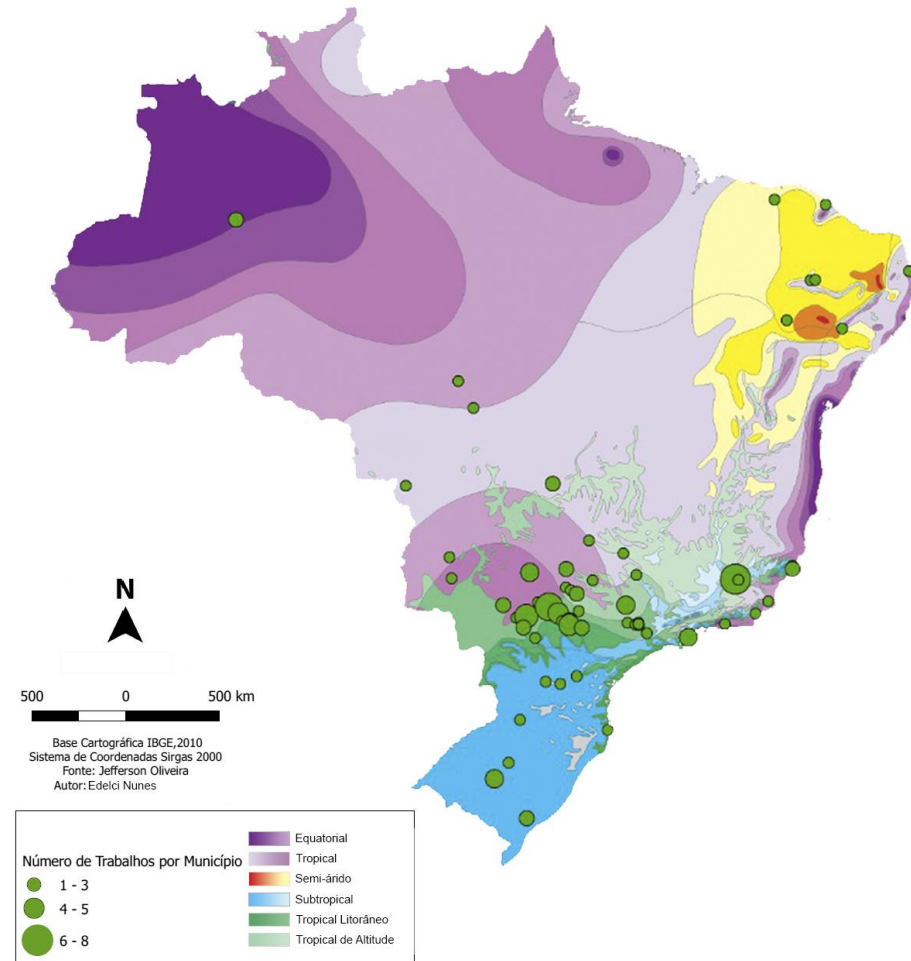 N
500 0 500 km
Base Cartográfica IBGE,2010
Sistema de Coordenadas Sirgas 2000
Fonte: Jefferson Oliveira
Autor: Edelci Nunes
Número de Trabalhos por Município
1 - 3
4 - 5
6 - 8
Equatorial
Tropical
Semi-árido
Subtropical
Tropical Litorâneo
Tropical de Altitude